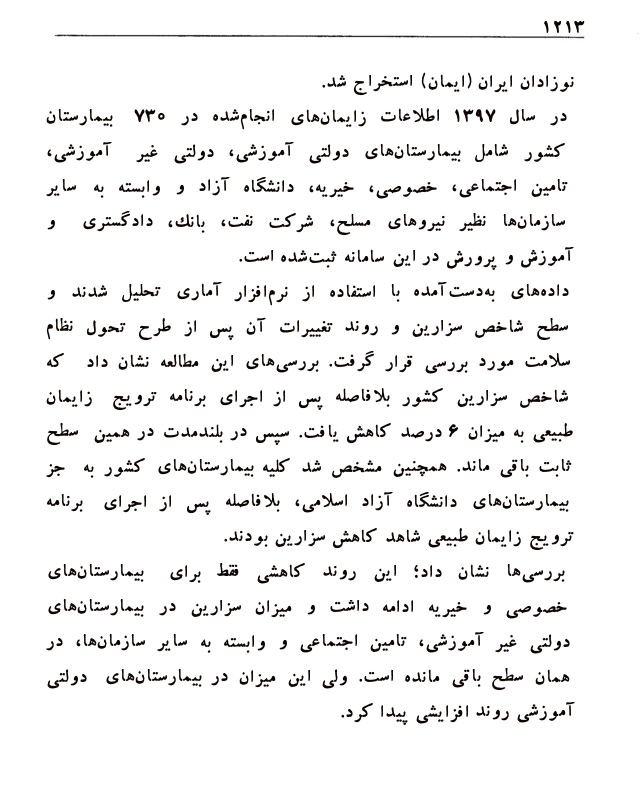 ۱۲۱۳
نوزادان ایران (ایمان) استخراج شد.
در سال ۱۳۹۷ اطلاعات زایمان‌های انجام‌شده در ۷۳۰ بیمارستان
کشور شامل بیمارستان‌های دولتی آموزشی، دولتی غیر آموزشی،
تامین اجتماعی، خصوصی، خیریه، دانشگاه آزاد و وابسته به سایر
سازمان‌ها نظیر نیروهای مسلح، شرکت نفت، بانك، دادگستری و
آموزش و پرورش در این سامانه ثبت‌شده است.
داده‌های به‌دست‌آمده با استفاده از نرم‌افزار آماری تحلیل شدند و
سطح شاخص سزارین و روند تغییرات آن پس از طرح تحول نظام
سلامت مورد بررسی قرار گرفت. بررسی‌های این مطالعه نشان داد که
شاخص سزارین کشور بلافاصله پس از اجرای برنامه ترویج زایمان
طبیعی به میزان ۶ درصد کاهش یافت. سپس در بلندمدت در همین سطح
ثابت باقی ماند. همچنین مشخص شد کلیه بیمارستان‌های کشور به جز
بیمارستان‌های دانشگاه آزاد اسلامی، بلافاصله پس از اجرای برنامه
ترویج زایمان طبیعی شاهد کاهش سزارین بودند.
بررسی‌ها نشان داد؛ این روند کاهشی فقط برای بیمارستان‌های
خصوصی و خیریه ادامه داشت و میزان سزارین در بیمارستان‌های
دولتی غیر آموزشی، تامین اجتماعی و وابسته به سایر سازمان‌ها، در
همان سطح باقی مانده است. ولی این میزان در بیمارستان‌های دولتی
آموزشی روند افزایشی پیدا کرد.